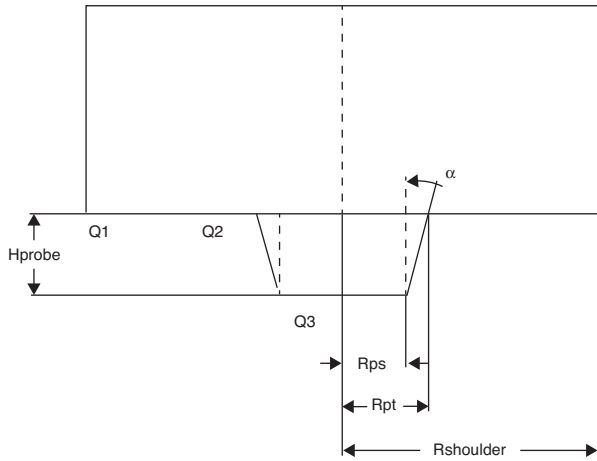 α
Q1
Q2
Hprobe
Q3
Rps
Rpt
Rshoulder